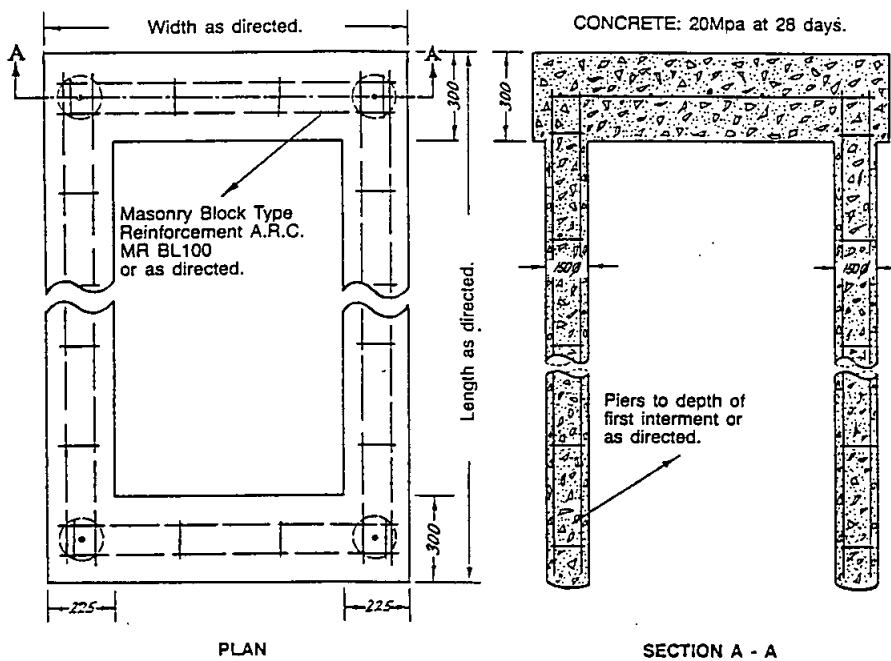 Width as directed.
CONCRETE: 20Mpa at 28 days.
A
A
300
300
Masonry Block Type
Reinforcement A.R.C.
MR BL100
or as directed.
Length as directed.
150Ø
150Ø
Piers to depth of
first interment or
as directed.
300
225
225
PLAN
SECTION A - A